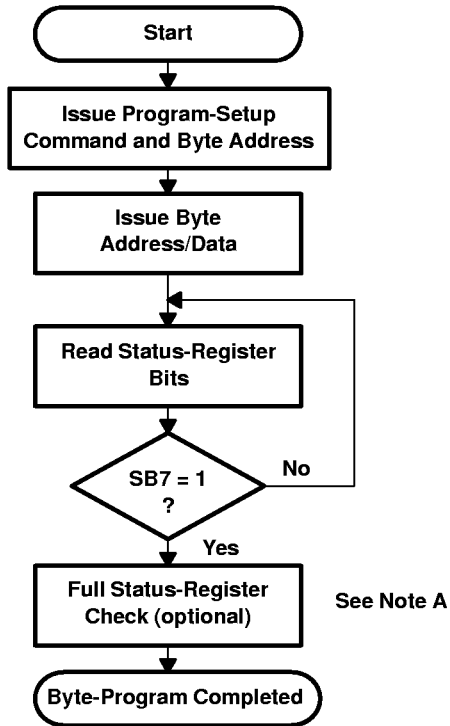 Start
Issue Program-Setup
Command and Byte Address
Issue Byte
Address/Data
Read Status-Register
Bits
SB7 = 1
?
No
Yes
Full Status-Register
Check (optional)
See Note A
Byte-Program Completed